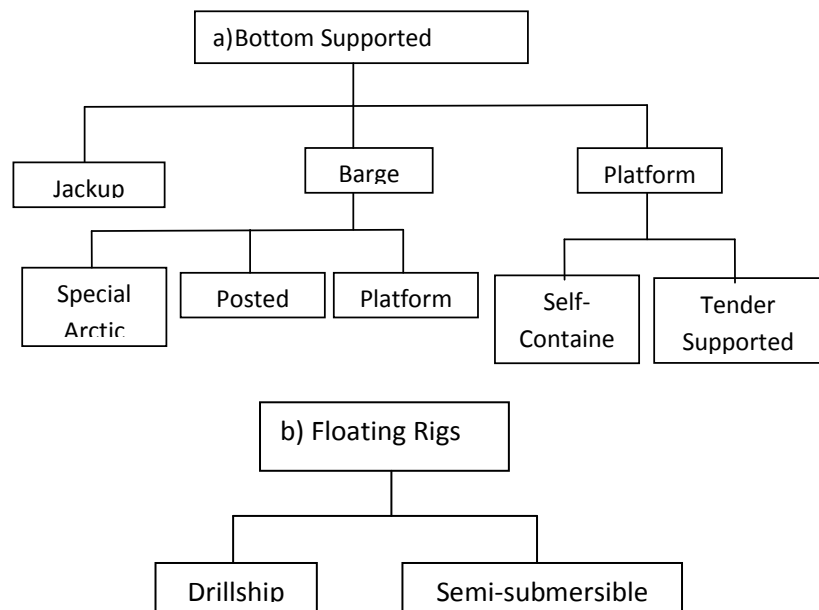 a)Bottom Supported
Jackup
Barge
Platform
Special
Arctic
Posted
Platform
Self-
Containe
Tender
Supported
b) Floating Rigs
Drillship
Semi-submersible